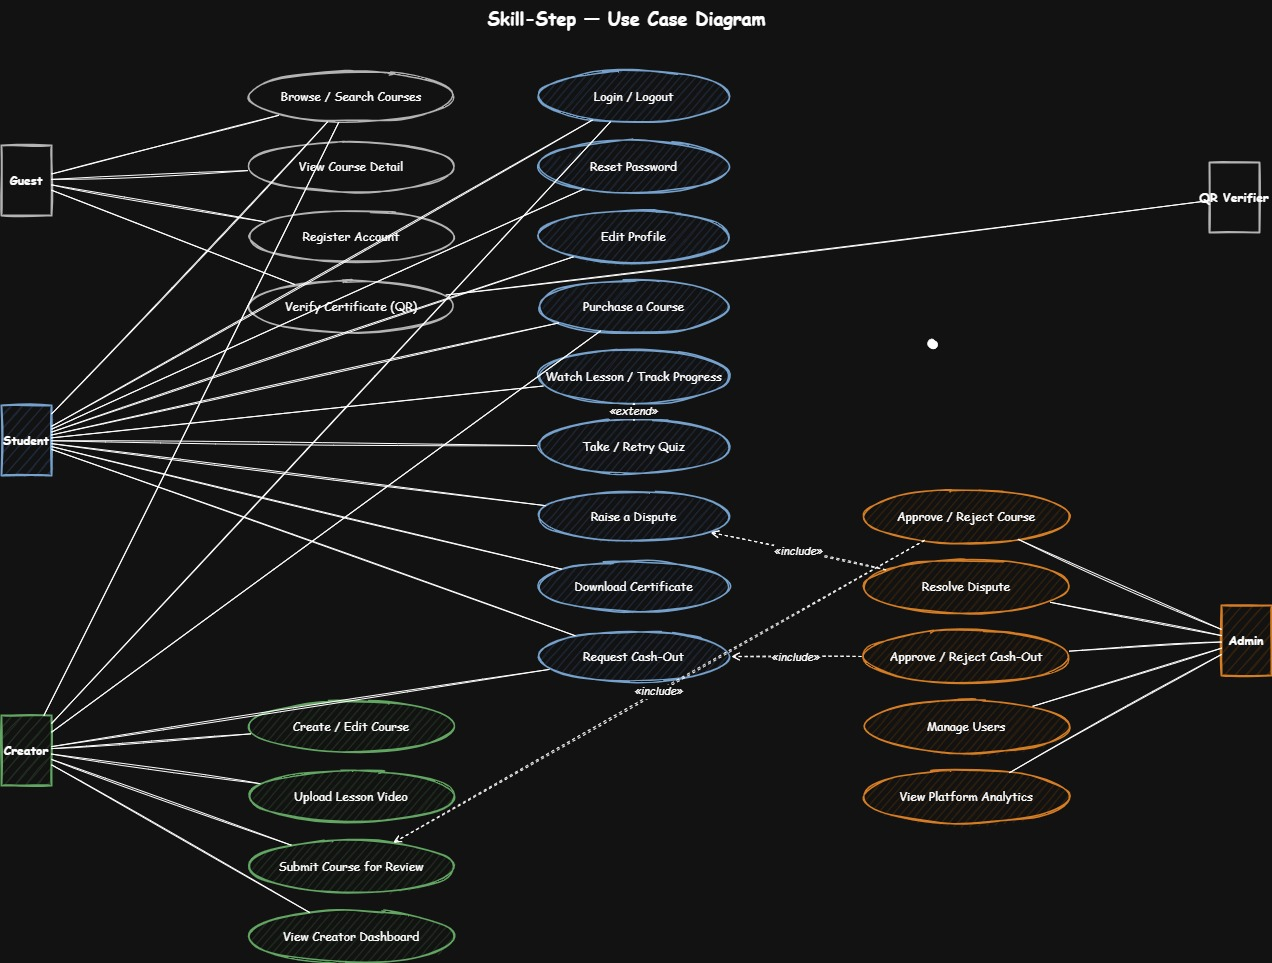 Skill-Step — Use Case Diagram
Browse / Search Courses
Login / Logout
View Course Detail
Reset Password
Guest
QR Verifier
Register Account
Edit Profile
Verify Certificate (QR)
Purchase a Course
Watch Lesson / Track Progress
«extend»
Student
Take / Retry Quiz
Raise a Dispute
Approve / Reject Course
«include»
Download Certificate
Resolve Dispute
Admin
Request Cash-Out
«include»
Approve / Reject Cash-Out
«include»
Create / Edit Course
Manage Users
Creator
Upload Lesson Video
View Platform Analytics
Submit Course for Review
View Creator Dashboard